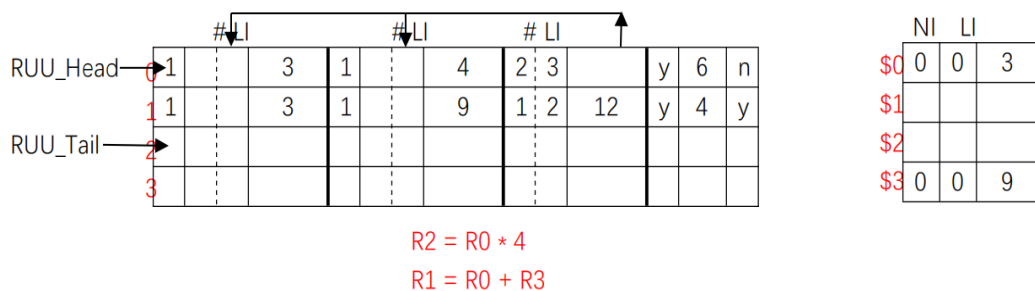 # LI # LI # LI
NI LI
RUU_Head 0 1 3 1 4 2 3 y 6 n
$0 0 0 3
1 1 3 1 9 1 2 12 y 4 y
$1
RUU_Tail 2
$2
3
$3 0 0 9
R2 = R0 * 4
R1 = R0 + R3